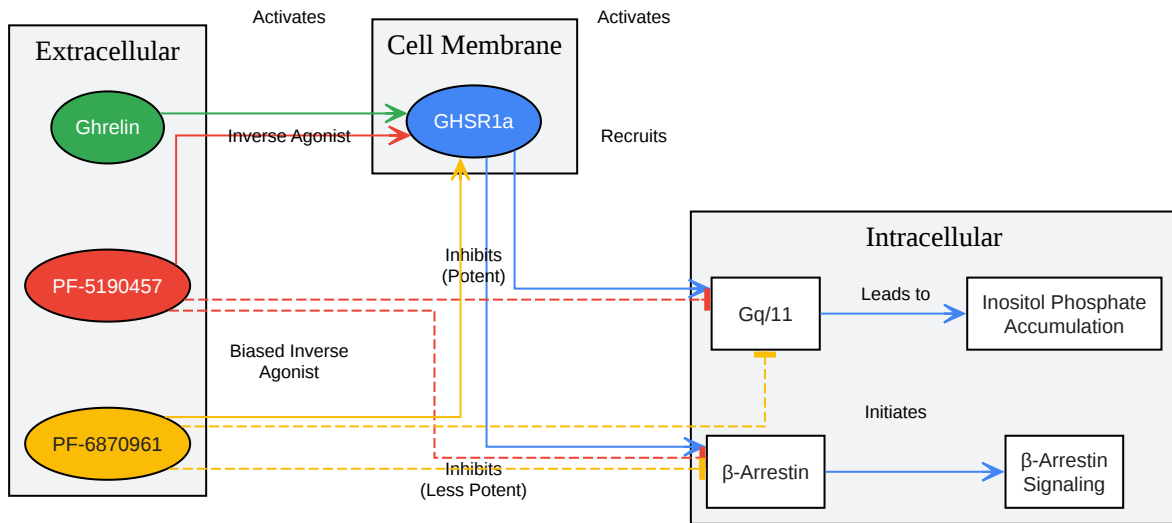 Activates
Activates
Extracellular
Cell Membrane
Ghrelin
GHSR1a
Inverse Agonist
Recruits
Intracellular
Inhibits
(Potent)
PF-5190457
Gq/11
Leads to
Inositol Phosphate
Accumulation
Biased Inverse
Agonist
PF-6870961
Initiates
Inhibits
(Less Potent)
β-Arrestin
β-Arrestin
Signaling